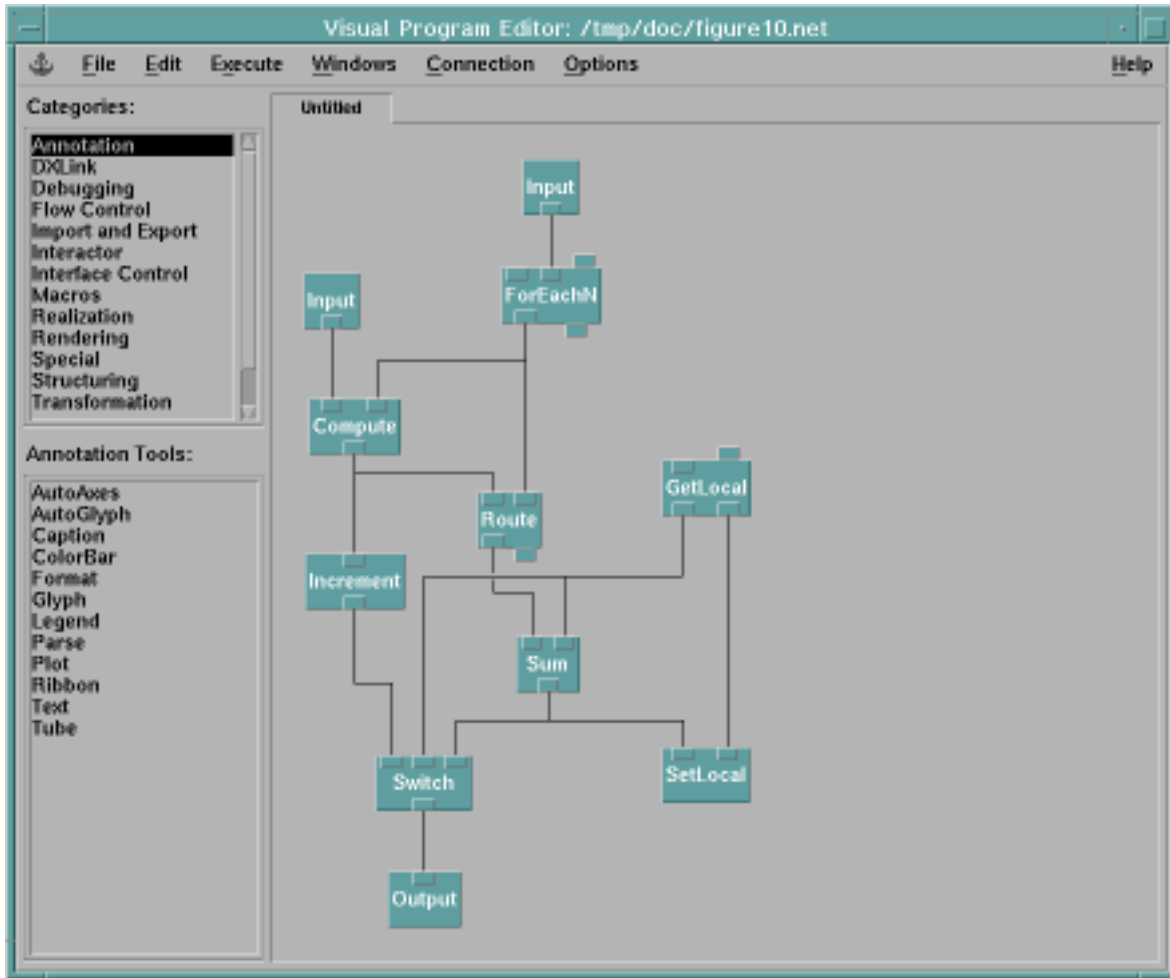 Visual Program Editor: /tmp/doc/figure10.net
File Edit Execute Windows Connection Options Help
Categories:
Annotation
DXLink
Debugging
Flow Control
Import and Export
Interactor
Interface Control
Macros
Realization
Rendering
Special
Structuring
Transformation
Annotation Tools:
AutoAxes
AutoGlyph
Caption
ColorBar
Format
Glyph
Legend
Parse
Plot
Ribbon
Text
Tube
Untitled
Input
ForEachN
Input
Compute
GetLocal
Route
Increment
Sum
Switch
SetLocal
Output